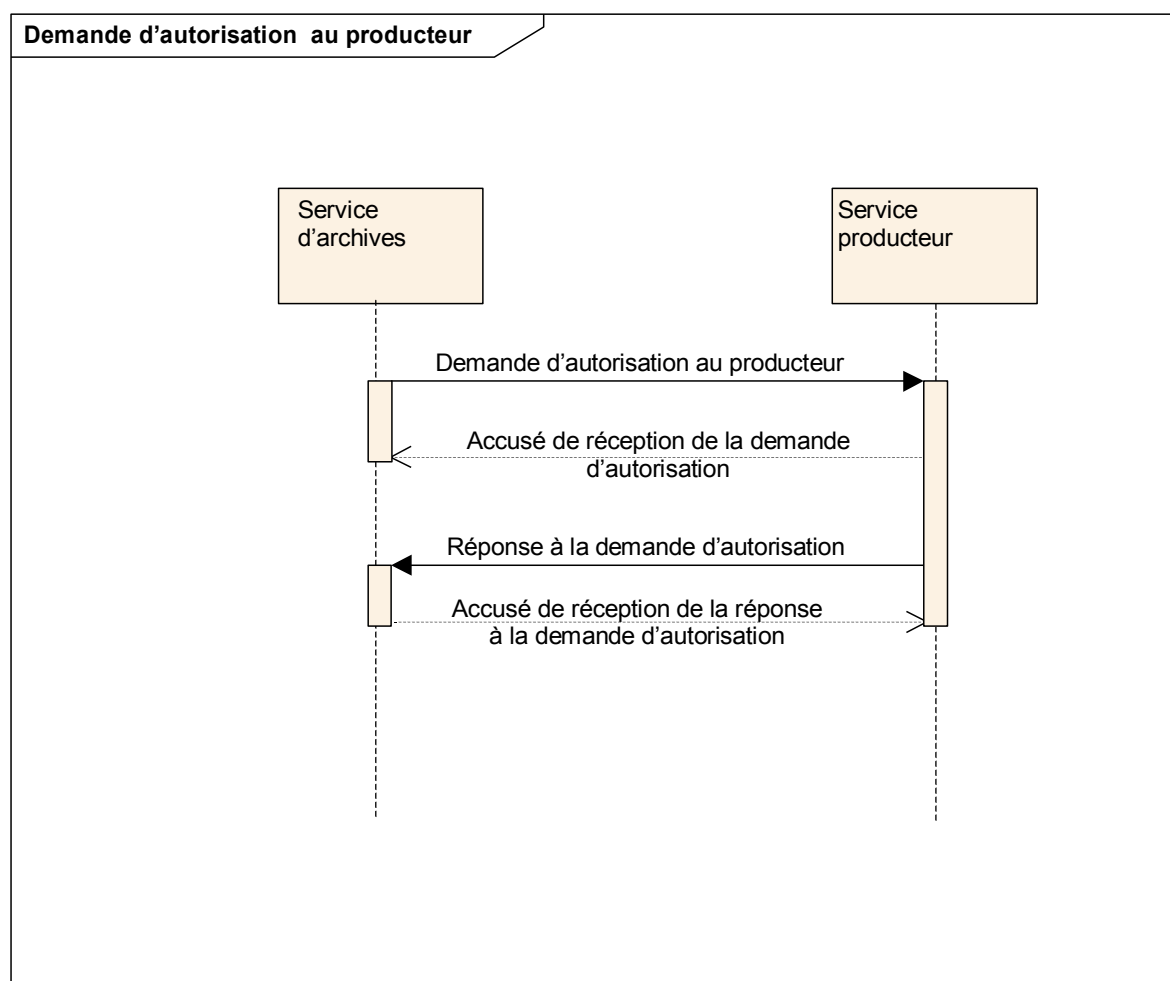 Demande d’autorisation  au producteur
Service
d’archives
Service
producteur
Demande d’autorisation au producteur
Accusé de réception de la demande
d’autorisation
Réponse à la demande d’autorisation
Accusé de réception de la réponse
à la demande d’autorisation